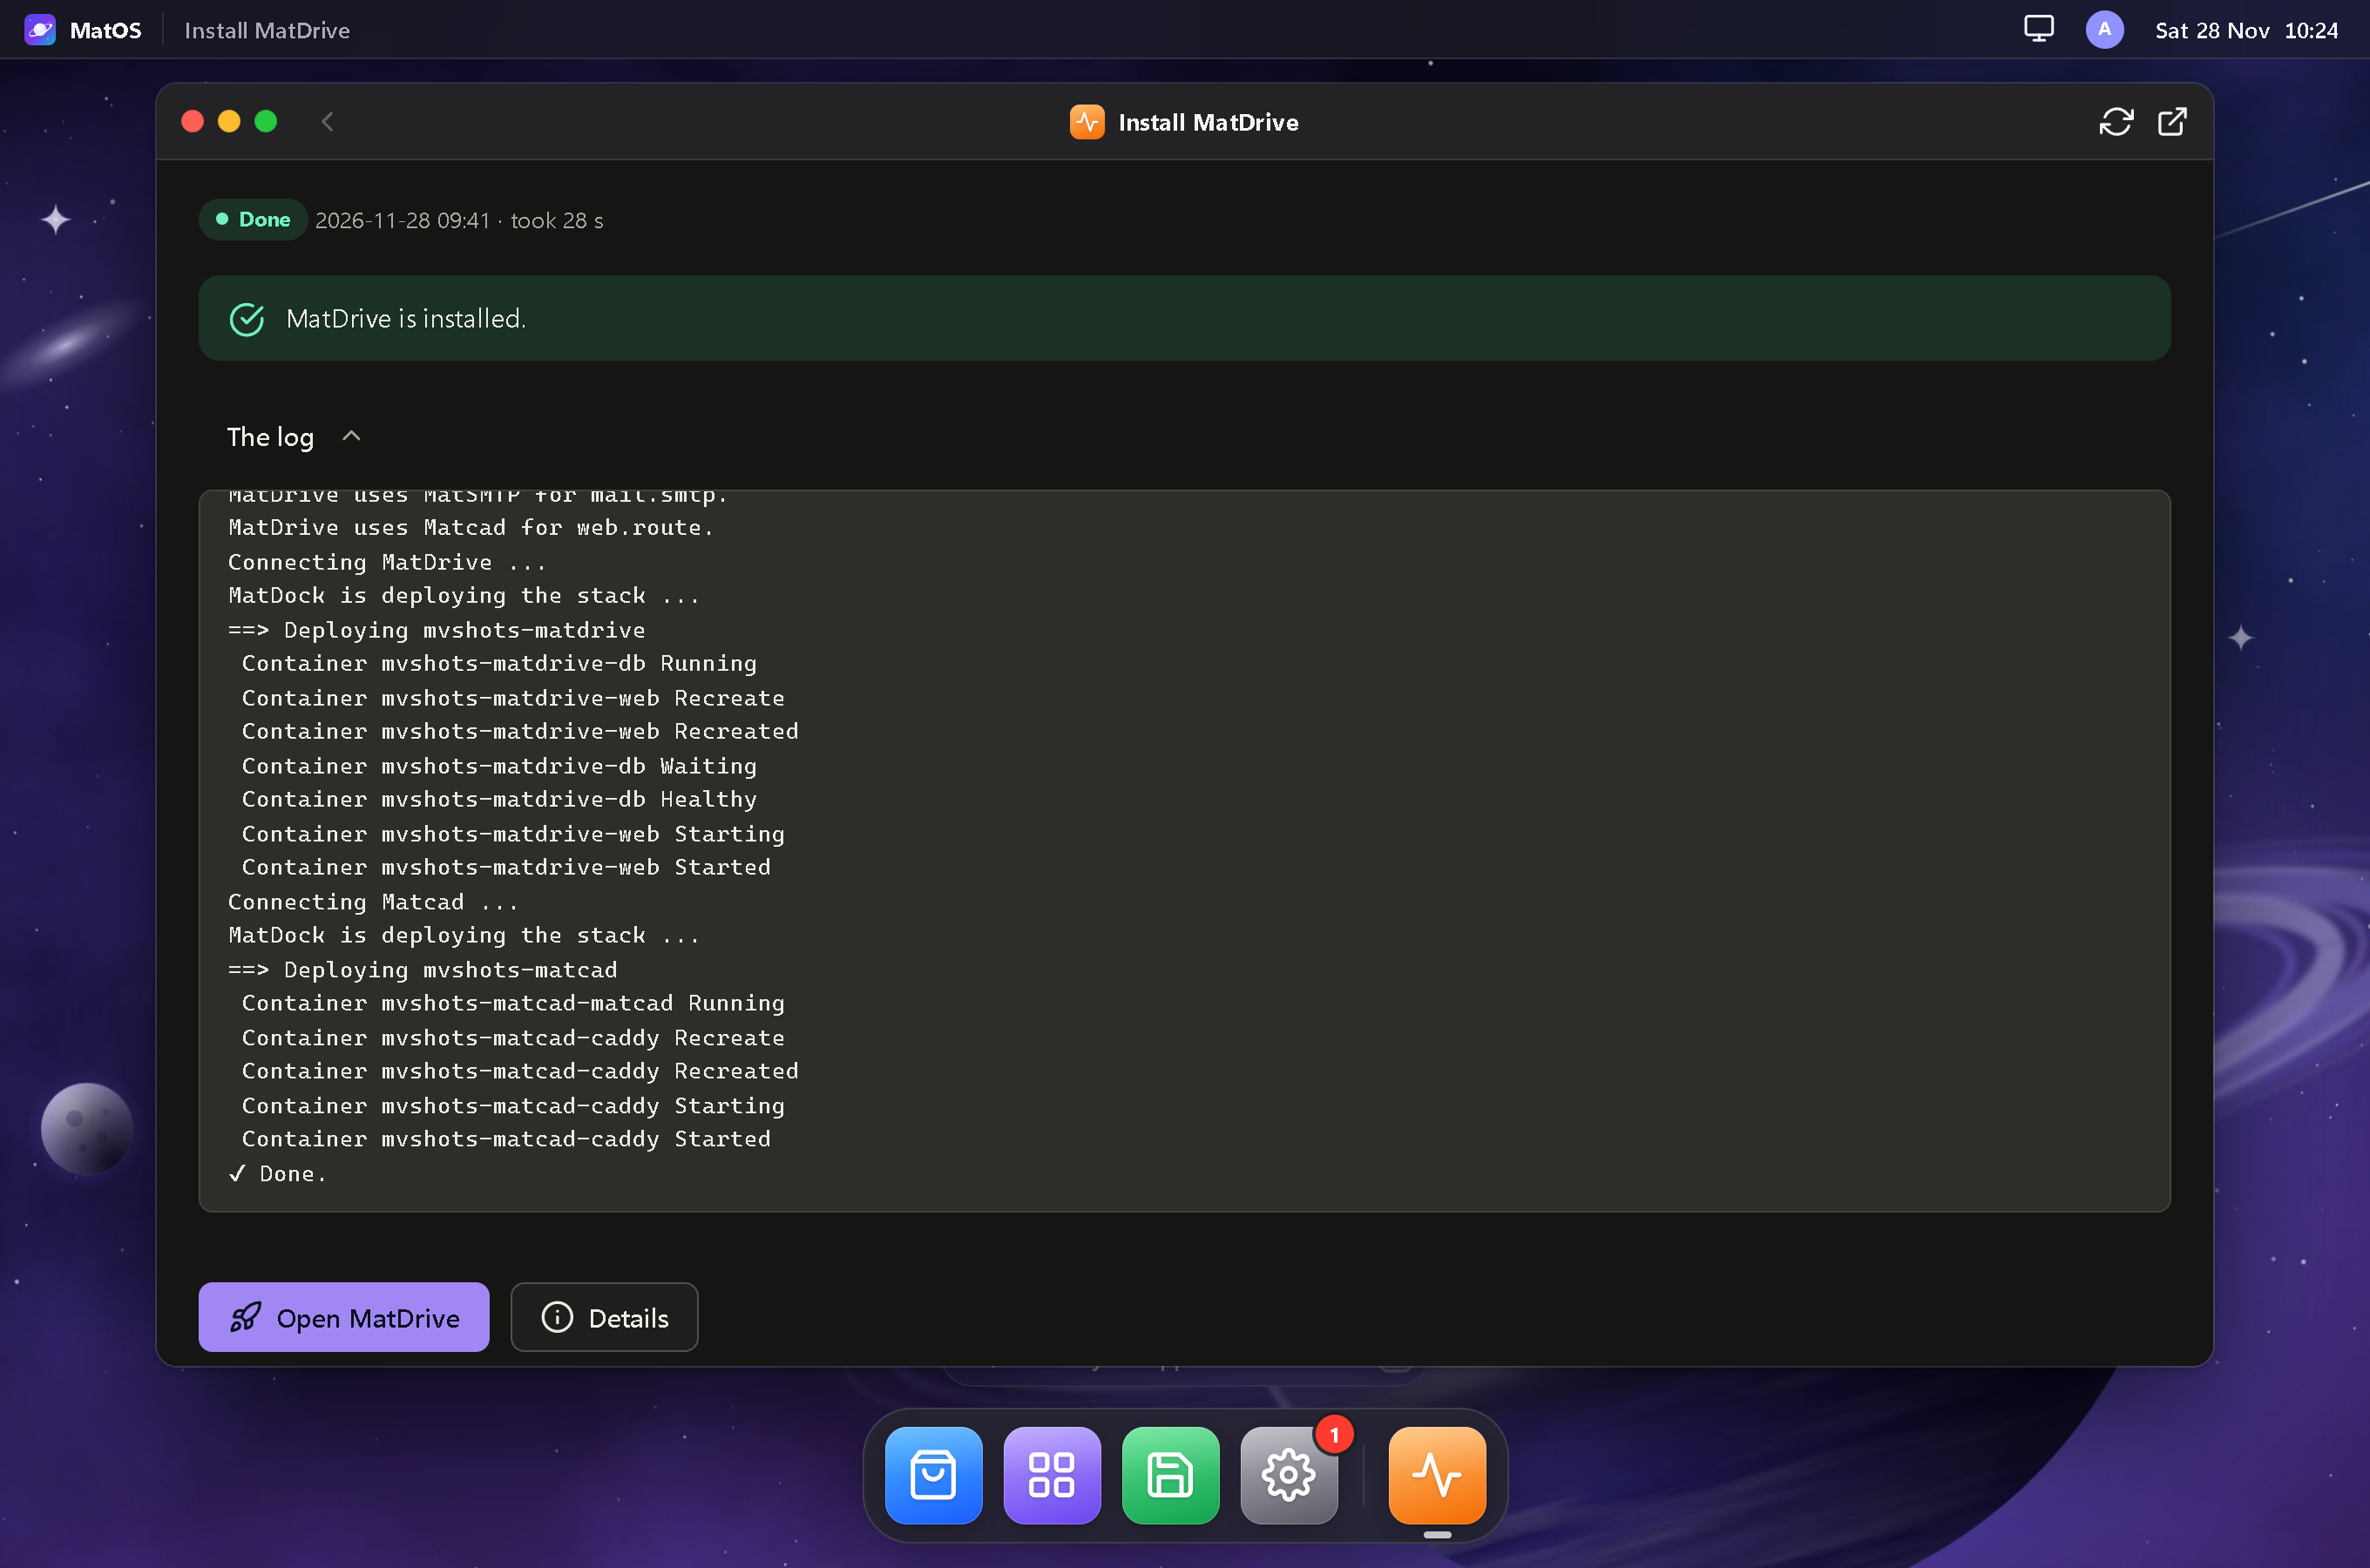 MatOS
Install MatDrive
A
Sat 28 Nov 10:24
Install MatDrive
Done
2026-11-28 09:41 · took 28 s
MatDrive is installed.
The log
MatDrive uses MatSMTP for mail.smtp.
MatDrive uses Matcad for web.route.
Connecting MatDrive ...
MatDock is deploying the stack ...
==> Deploying mvshots-matdrive
Container mvshots-matdrive-db Running
Container mvshots-matdrive-web Recreate
Container mvshots-matdrive-web Recreated
Container mvshots-matdrive-db Waiting
Container mvshots-matdrive-db Healthy
Container mvshots-matdrive-web Starting
Container mvshots-matdrive-web Started
Connecting Matcad ...
MatDock is deploying the stack ...
==> Deploying mvshots-matcad
Container mvshots-matcad-matcad Running
Container mvshots-matcad-caddy Recreate
Container mvshots-matcad-caddy Recreated
Container mvshots-matcad-caddy Starting
Container mvshots-matcad-caddy Started
✓ Done.
Open MatDrive
Details
1